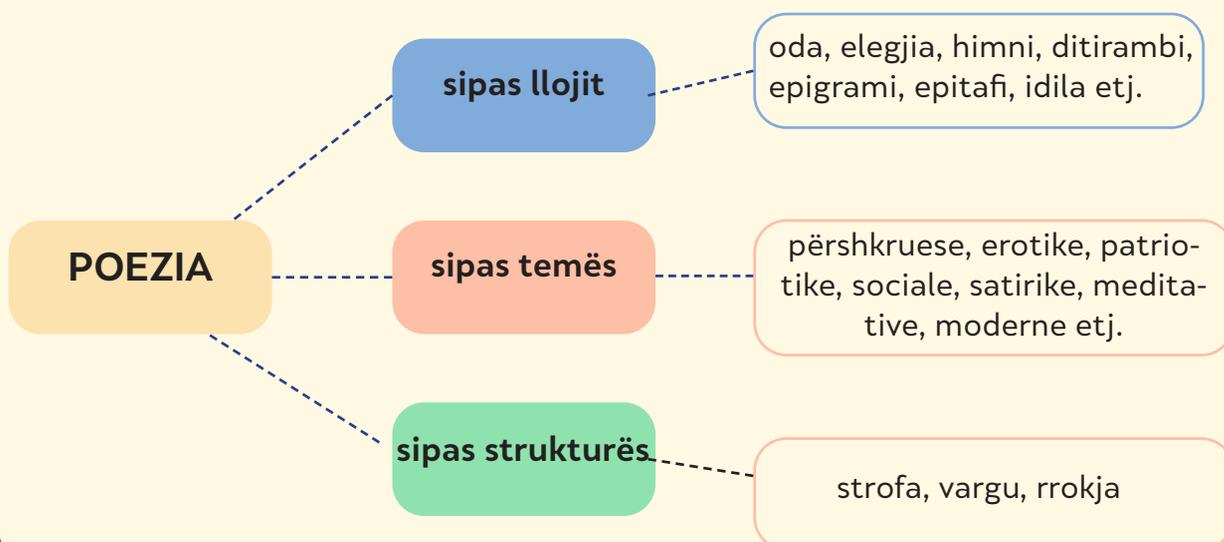 POEZIA
sipas llojit
oda, elegjia, himni, ditirambi,
epigrami, epitafi, idila etj.
sipas temës
përshkruese, erotike, patrio-
tike, sociale, satirike, medita-
tive, moderne etj.
sipas strukturës
strofa, vargu, rrokja